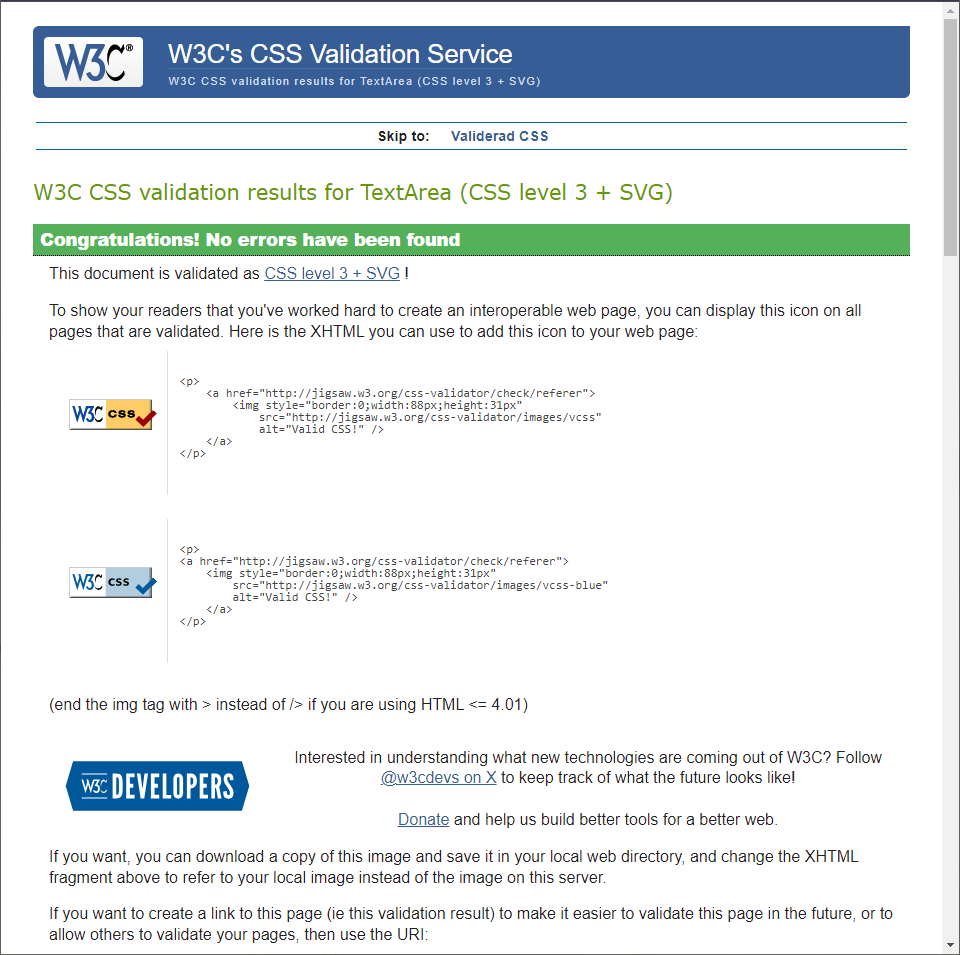 W3C® W3C's CSS Validation Service
W3C CSS validation results for TextArea (CSS level 3 + SVG)
Skip to: Validerad CSS
W3C CSS validation results for TextArea (CSS level 3 + SVG)
Congratulations! No errors have been found
This document is validated as CSS level 3 + SVG !
To show your readers that you've worked hard to create an interoperable web page, you can display this icon on all
pages that are validated. Here is the XHTML you can use to add this icon to your web page:
W3C css
<p>
    <a href="http://jigsaw.w3.org/css-validator/check/referer">
        <img style="border:0;width:88px;height:31px"
            src="http://jigsaw.w3.org/css-validator/images/vcss"
            alt="Valid CSS!" />
    </a>
</p>
W3C css
<p>
<a href="http://jigsaw.w3.org/css-validator/check/referer">
    <img style="border:0;width:88px;height:31px"
        src="http://jigsaw.w3.org/css-validator/images/vcss-blue"
        alt="Valid CSS!" />
    </a>
</p>
(end the img tag with > instead of /> if you are using HTML <= 4.01)
W3C DEVELOPERS
Interested in understanding what new technologies are coming out of W3C? Follow
@w3cdevs on X to keep track of what the future looks like!
Donate and help us build better tools for a better web.
If you want, you can download a copy of this image and save it in your local web directory, and change the XHTML
fragment above to refer to your local image instead of the image on this server.
If you want to create a link to this page (ie this validation result) to make it easier to validate this page in the future, or to
allow others to validate your pages, then use the URI: